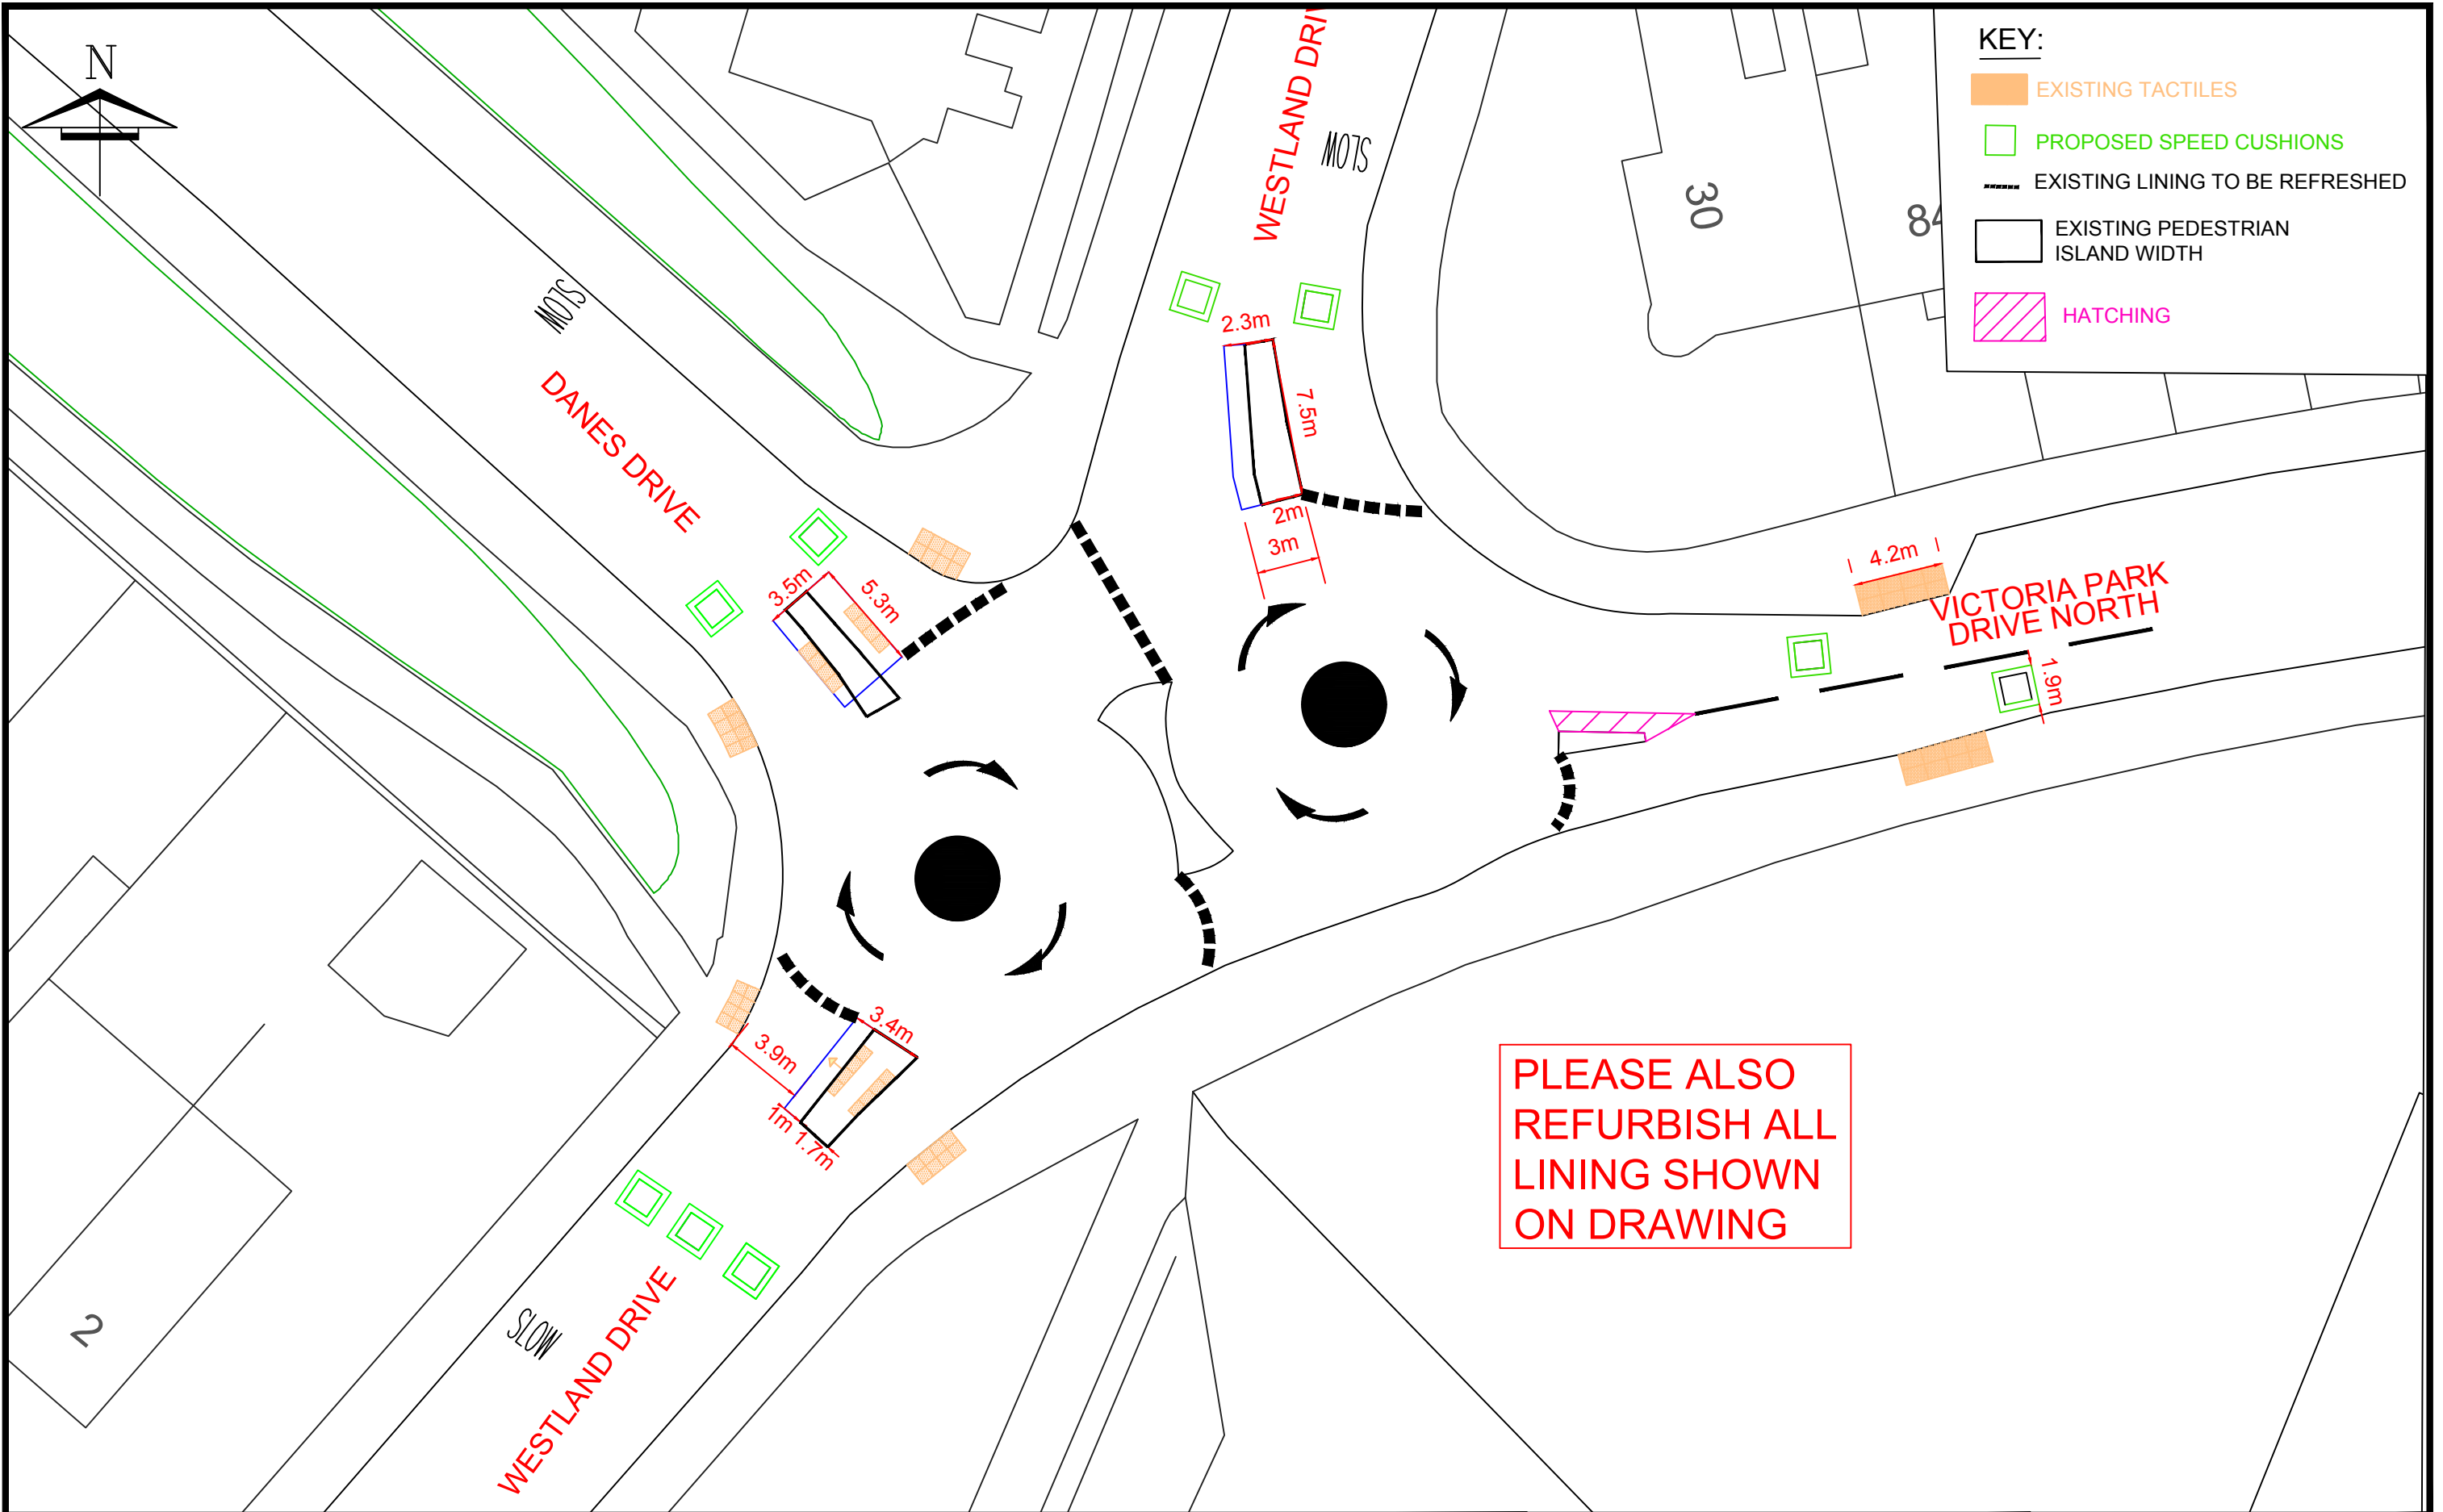 N
WESTLAND DRI
SLOW
30
84
KEY:
EXISTING TACTILES
PROPOSED SPEED CUSHIONS
EXISTING LINING TO BE REFRESHED
EXISTING PEDESTRIAN
ISLAND WIDTH
HATCHING
SLOW
DANES DRIVE
2.3m
7.5m
2m
3m
3.5m
5.3m
4.2m
VICTORIA PARK
DRIVE NORTH
1.9m
3.4m
3.9m
1m 1.7m
PLEASE ALSO
REFURBISH ALL
LINING SHOWN
ON DRAWING
2
SLOW
WESTLAND DRIVE